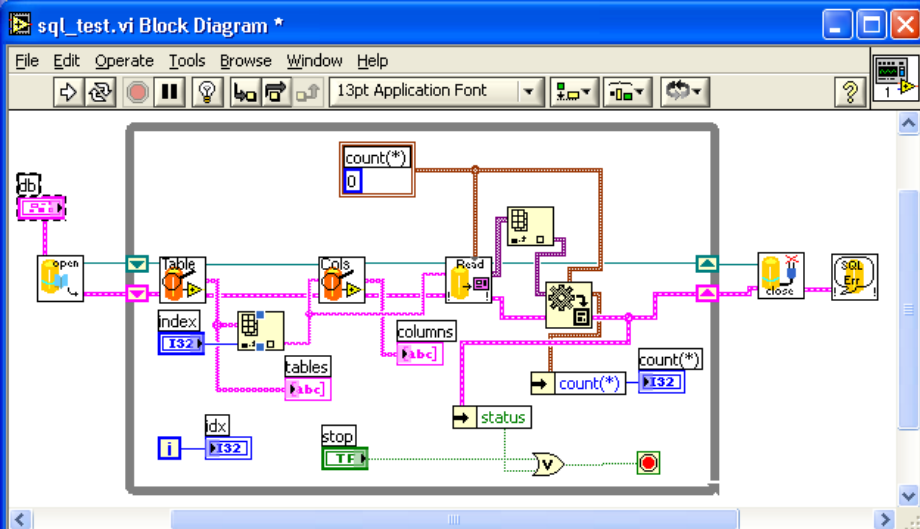 sql_test.vi Block Diagram *
File Edit Operate Tools Browse Window Help
13pt Application Font
1
count(*)
0
db
open
Table
Cols
Read
close
SQL
Err
index
I32
columns
abc
tables
abc
count(*)
count(*)
I32
status
idx
i
I32
stop
TF
V